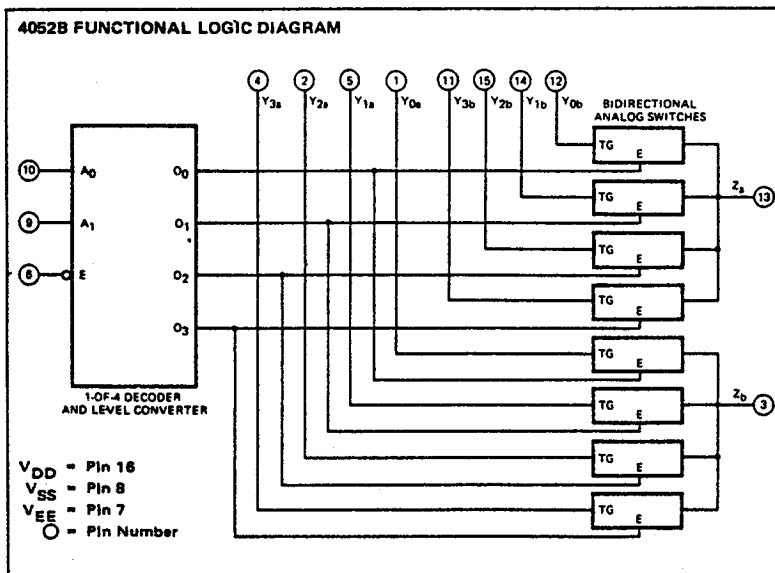 4052B FUNCTIONAL LOGIC DIAGRAM
4 2 5 1 11 15 14 12
Y3a Y2a Y1a Y0a Y3b Y2b Y1b Y0b
BIDIRECTIONAL
ANALOG SWITCHES
TG E
10 A0 O0
TG E
Za 13
9 A1 O1
TG E
6 E O2
TG E
O3
TG E
1-OF-4 DECODER
AND LEVEL CONVERTER
TG E
Zb 3
TG E
TG E
VDD = Pin 16
VSS = Pin 8
VEE = Pin 7
O = Pin Number